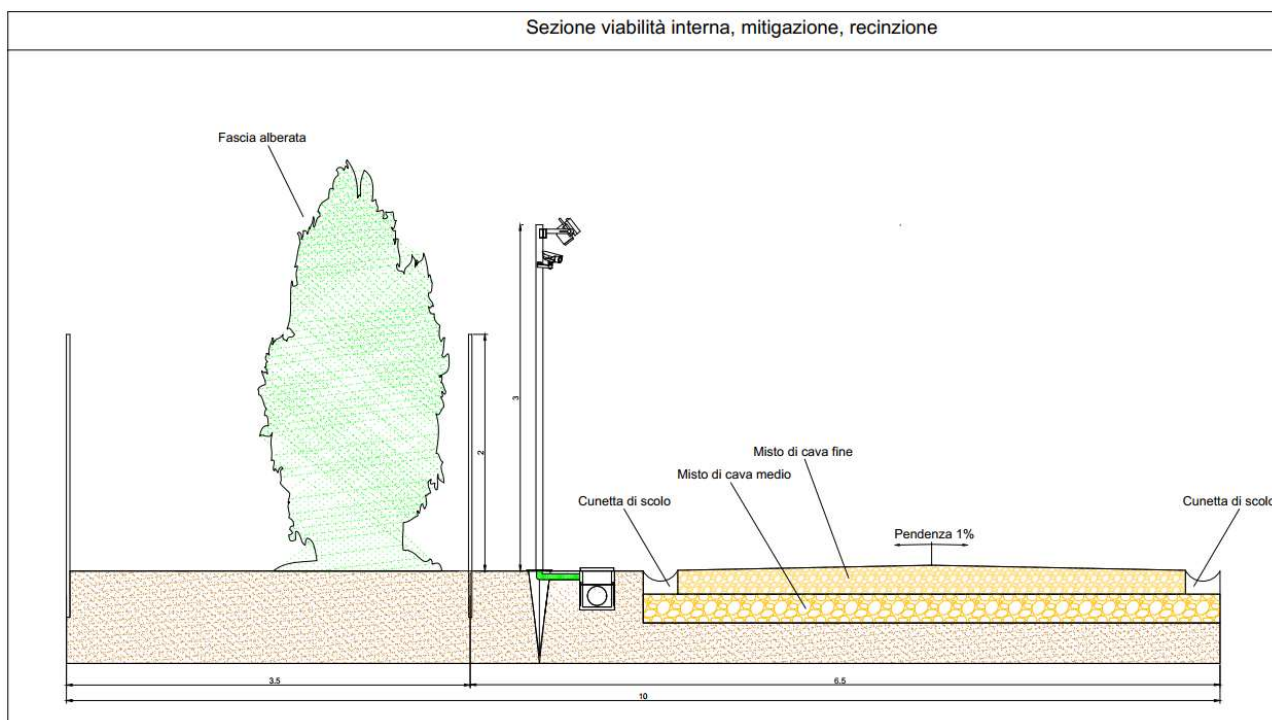 Sezione viabilità interna, mitigazione, recinzione
Fascia alberata
3
2
Misto di cava fine
Misto di cava medio
Cunetta di scolo
Cunetta di scolo
Pendenza 1%
3.5
6.5
10